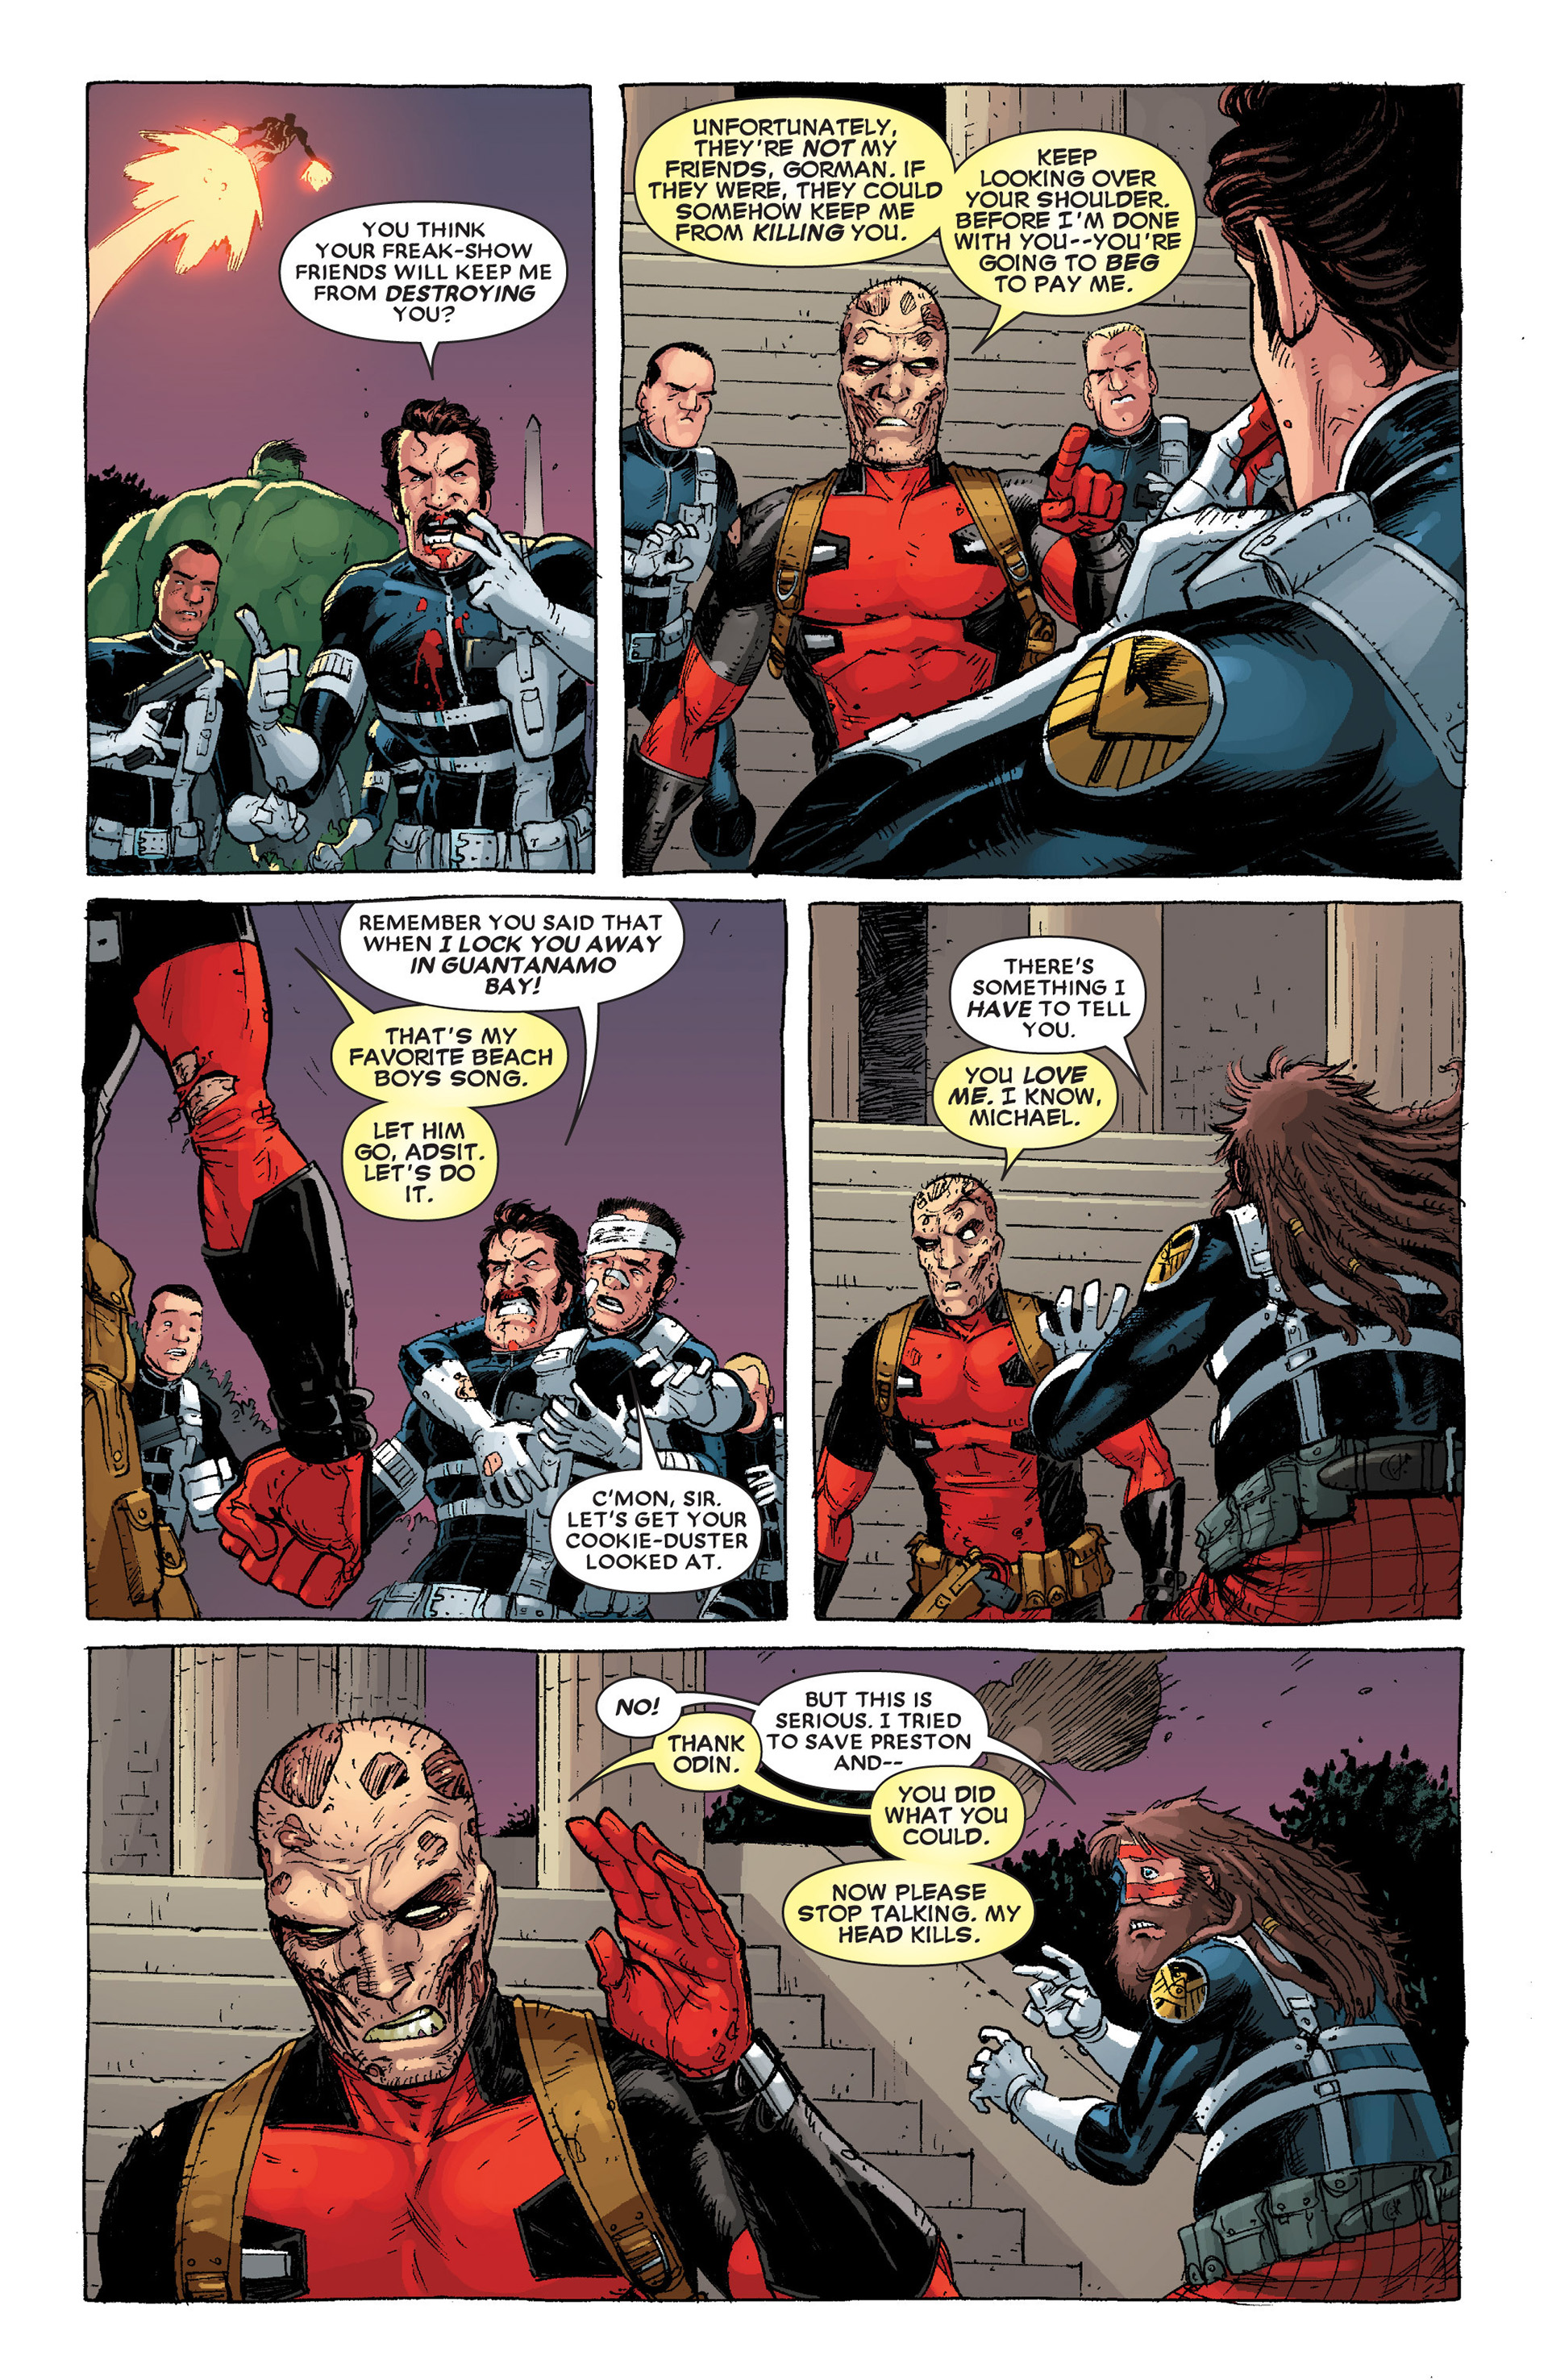 YOU THINK
YOUR FREAK-SHOW
FRIENDS WILL KEEP ME
FROM DESTROYING
YOU?
UNFORTUNATELY,
THEY'RE NOT MY
FRIENDS, GORMAN. IF
THEY WERE, THEY COULD
SOMEHOW KEEP ME
FROM KILLING YOU.
KEEP
LOOKING OVER
YOUR SHOULDER.
BEFORE I'M DONE
WITH YOU--YOU'RE
GOING TO BEG
TO PAY ME.
REMEMBER YOU SAID THAT
WHEN I LOCK YOU AWAY
IN GUANTANAMO
BAY!
THAT'S MY
FAVORITE BEACH
BOYS SONG.
LET HIM
GO, ADSIT.
LET'S DO
IT.
C'MON, SIR.
LET'S GET YOUR
COOKIE-DUSTER
LOOKED AT.
THERE'S
SOMETHING I
HAVE TO TELL
YOU.
YOU LOVE
ME. I KNOW,
MICHAEL.
NO!
THANK
ODIN.
BUT THIS IS
SERIOUS. I TRIED
TO SAVE PRESTON
AND--
YOU DID
WHAT YOU
COULD.
NOW PLEASE
STOP TALKING. MY
HEAD KILLS.